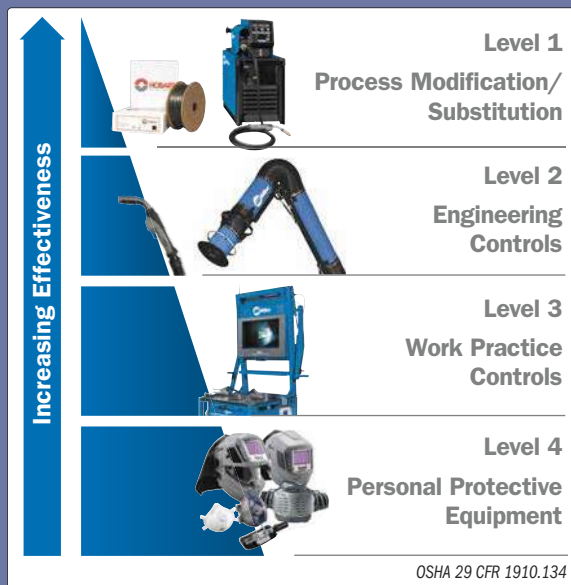 Increasing Effectiveness
Level 1
Process Modification/
Substitution
HOBART
Level 2
Engineering
Controls
Level 3
Work Practice
Controls
Level 4
Personal Protective
Equipment
OSHA 29 CFR 1910.134